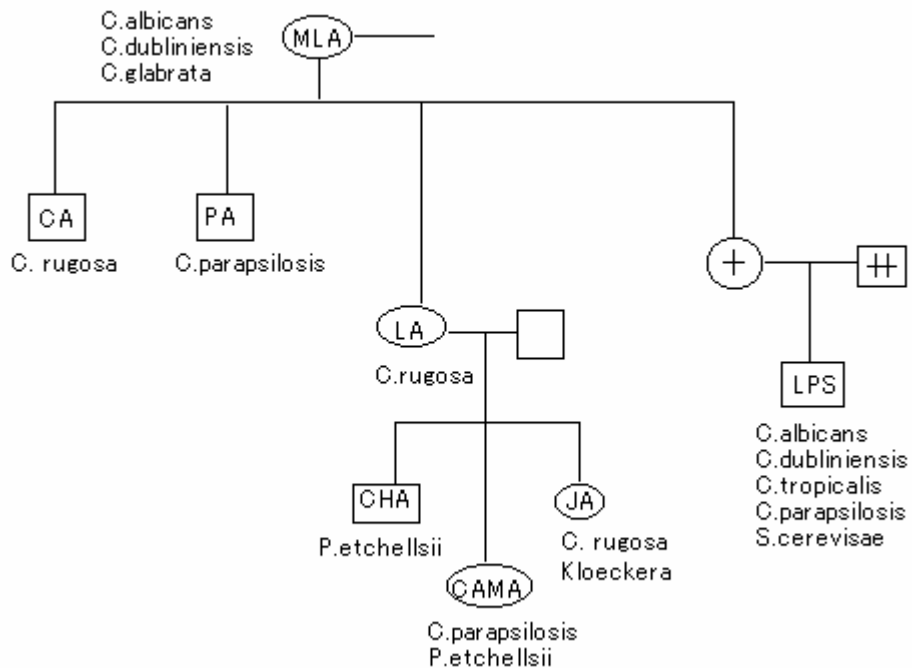 C.albicans
C.dubliniensis
C.glabrata
MLA
CA
C. rugosa
PA
C.parapsilosis
+
++
LA
C.rugosa
LPS
C.albicans
C.dubliniensis
C.tropicalis
C.parapsilosis
S.cerevisae
CHA
P.etchellsii
JA
C. rugosa
Kloeckera
CAMA
C.parapsilosis
P.etchellsii